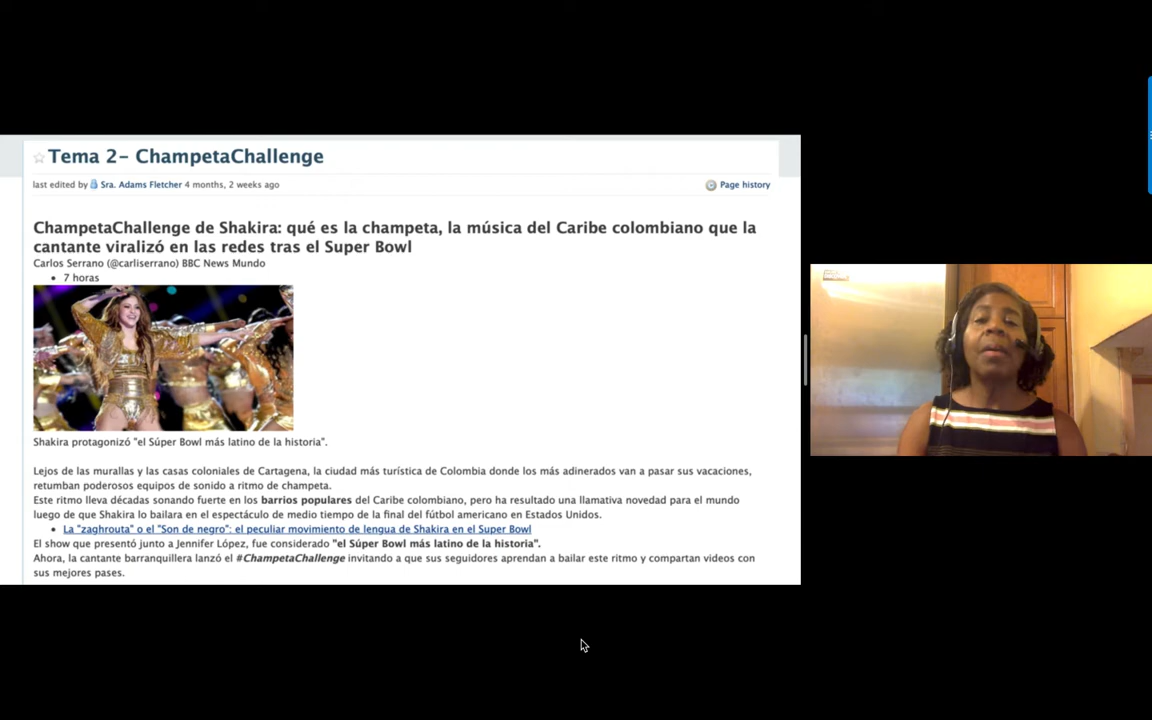 Tema 2- ChampetaChallenge
last edited by Sra. Adams Fletcher 4 months, 2 weeks ago
Page history
ChampetaChallenge de Shakira: qué es la champeta, la música del Caribe colombiano que la
cantante viralizó en las redes tras el Super Bowl
Carlos Serrano (@carliserrano) BBC News Mundo
• 7 horas
Shakira protagonizó "el Súper Bowl más latino de la historia".
Lejos de las murallas y las casas coloniales de Cartagena, la ciudad más turística de Colombia donde los más adinerados van a pasar sus vacaciones,
retumban poderosos equipos de sonido a ritmo de champeta.
Este ritmo lleva décadas sonando fuerte en los barrios populares del Caribe colombiano, pero ha resultado una llamativa novedad para el mundo
luego de que Shakira lo bailara en el espectáculo de medio tiempo de la final del fútbol americano en Estados Unidos.
• La "zaghrouta" o el "Son de negro": el peculiar movimiento de lengua de Shakira en el Super Bowl
El show que presentó junto a Jennifer López, fue considerado "el Súper Bowl más latino de la historia".
Ahora, la cantante barranquillera lanzó el #ChampetaChallenge invitando a que sus seguidores aprendan a bailar este ritmo y compartan videos con
sus mejores pases.